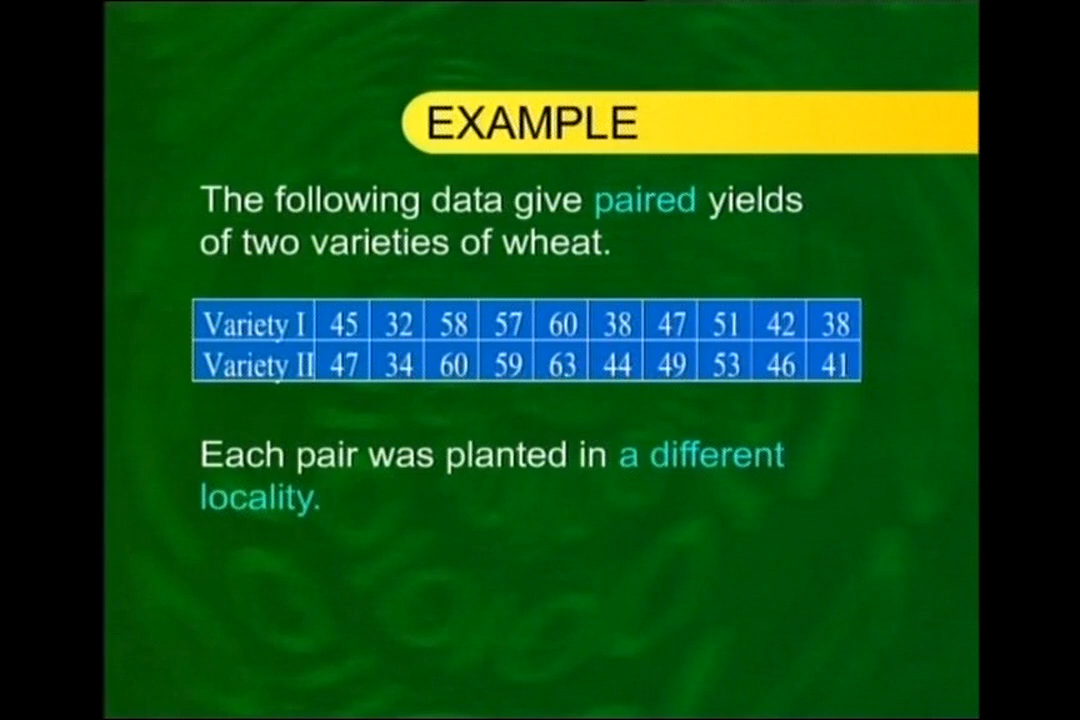 EXAMPLE
The following data give paired yields
of two varieties of wheat.
Variety I 45 32 58 57 60 38 47 51 42 38
Variety II 47 34 60 59 63 44 49 53 46 41
Each pair was planted in a different
locality.